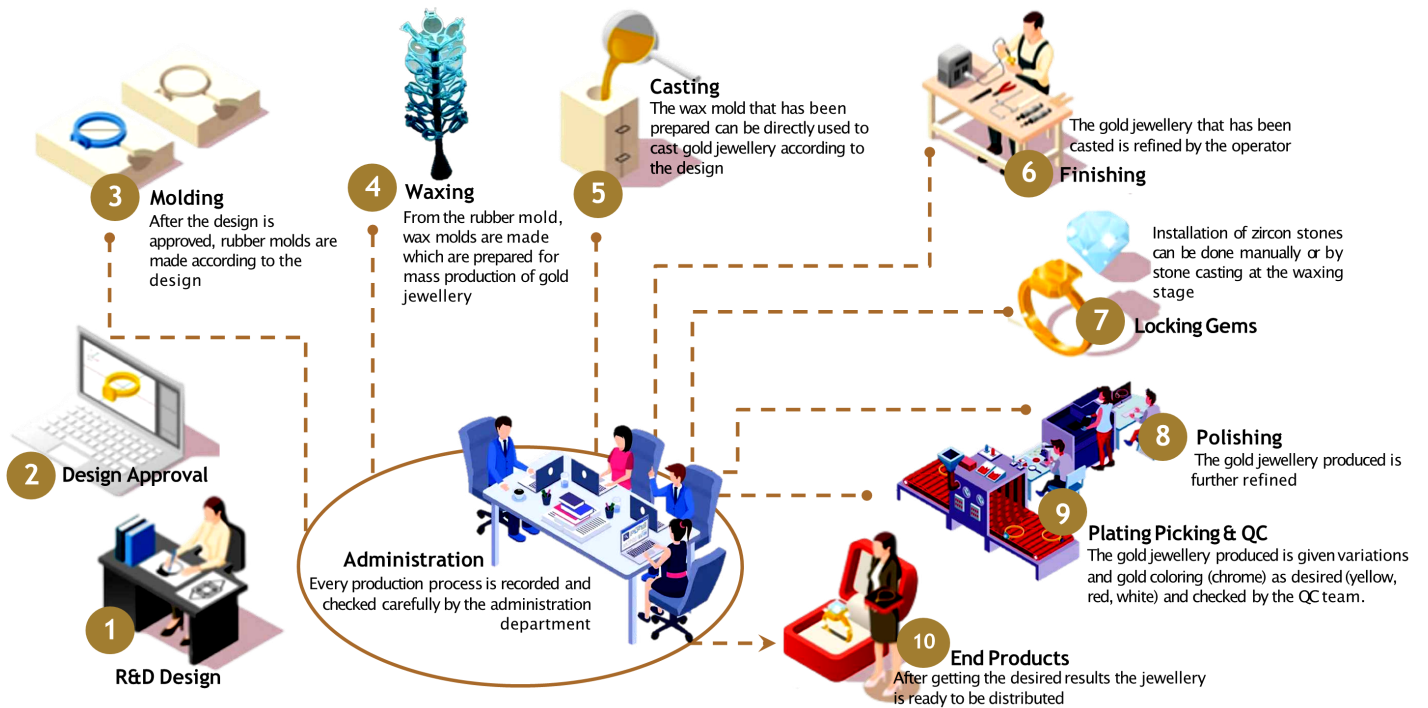 1
R&D Design
2
Design Approval
3
Molding
After the design is
approved, rubber molds are
made according to the
design
4
Waxing
From the rubber mold,
wax molds are made
which are prepared for
mass production of gold
jewellery
5
Casting
The wax mold that has been
prepared can be directly used to
cast gold jewellery according to
the design
6
The gold jewellery that has been
casted is refined by the operator
Finishing
Installation of zircon stones
can be done manually or by
stone casting at the waxing
stage
7
Locking Gems
8
Polishing
The gold jewellery produced is
further refined
9
Plating Picking & QC
The gold jewellery produced is given variations
and gold coloring (chrome) as desired (yellow,
red, white) and checked by the QC team.
10
End Products
After getting the desired results the jewellery
is ready to be distributed
Administration
Every production process is recorded and
checked carefully by the administration
department